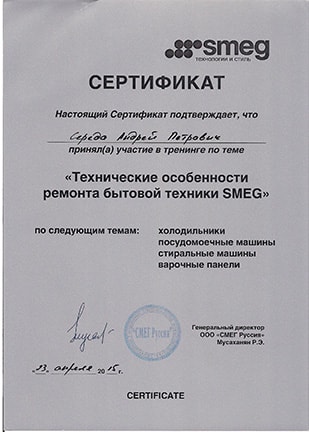 smeg
технологии и стиль
СЕРТИФИКАТ
Настоящий Сертификат подтверждает, что
Середа Андрей Петрович
принял(а) участие в тренинге по теме
«Технические особенности
ремонта бытовой техники SMEG»
по следующим темам:
холодильники
посудомоечные машины
стиральные машины
варочные панели
"СМЕГ Руссия"
Генеральный директор
ООО «СМЕГ Руссия»
Мусаханян Р.Э.
«23» апреля 2015г.
CERTIFICATE